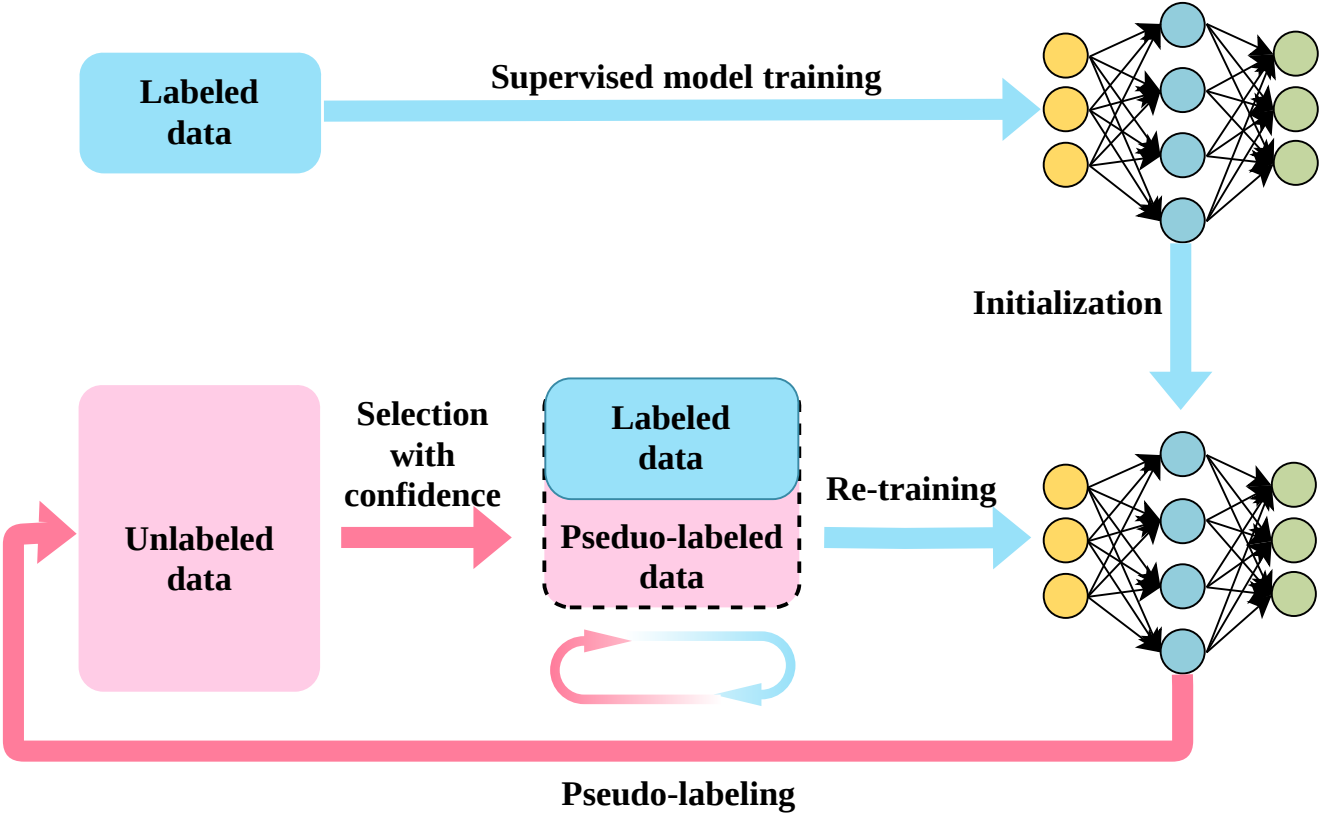 Labeled
data
Supervised model training
Initialization
Unlabeled
data
Selection
with
confidence
Labeled
data
Pseduo-labeled
data
Re-training
Pseudo-labeling